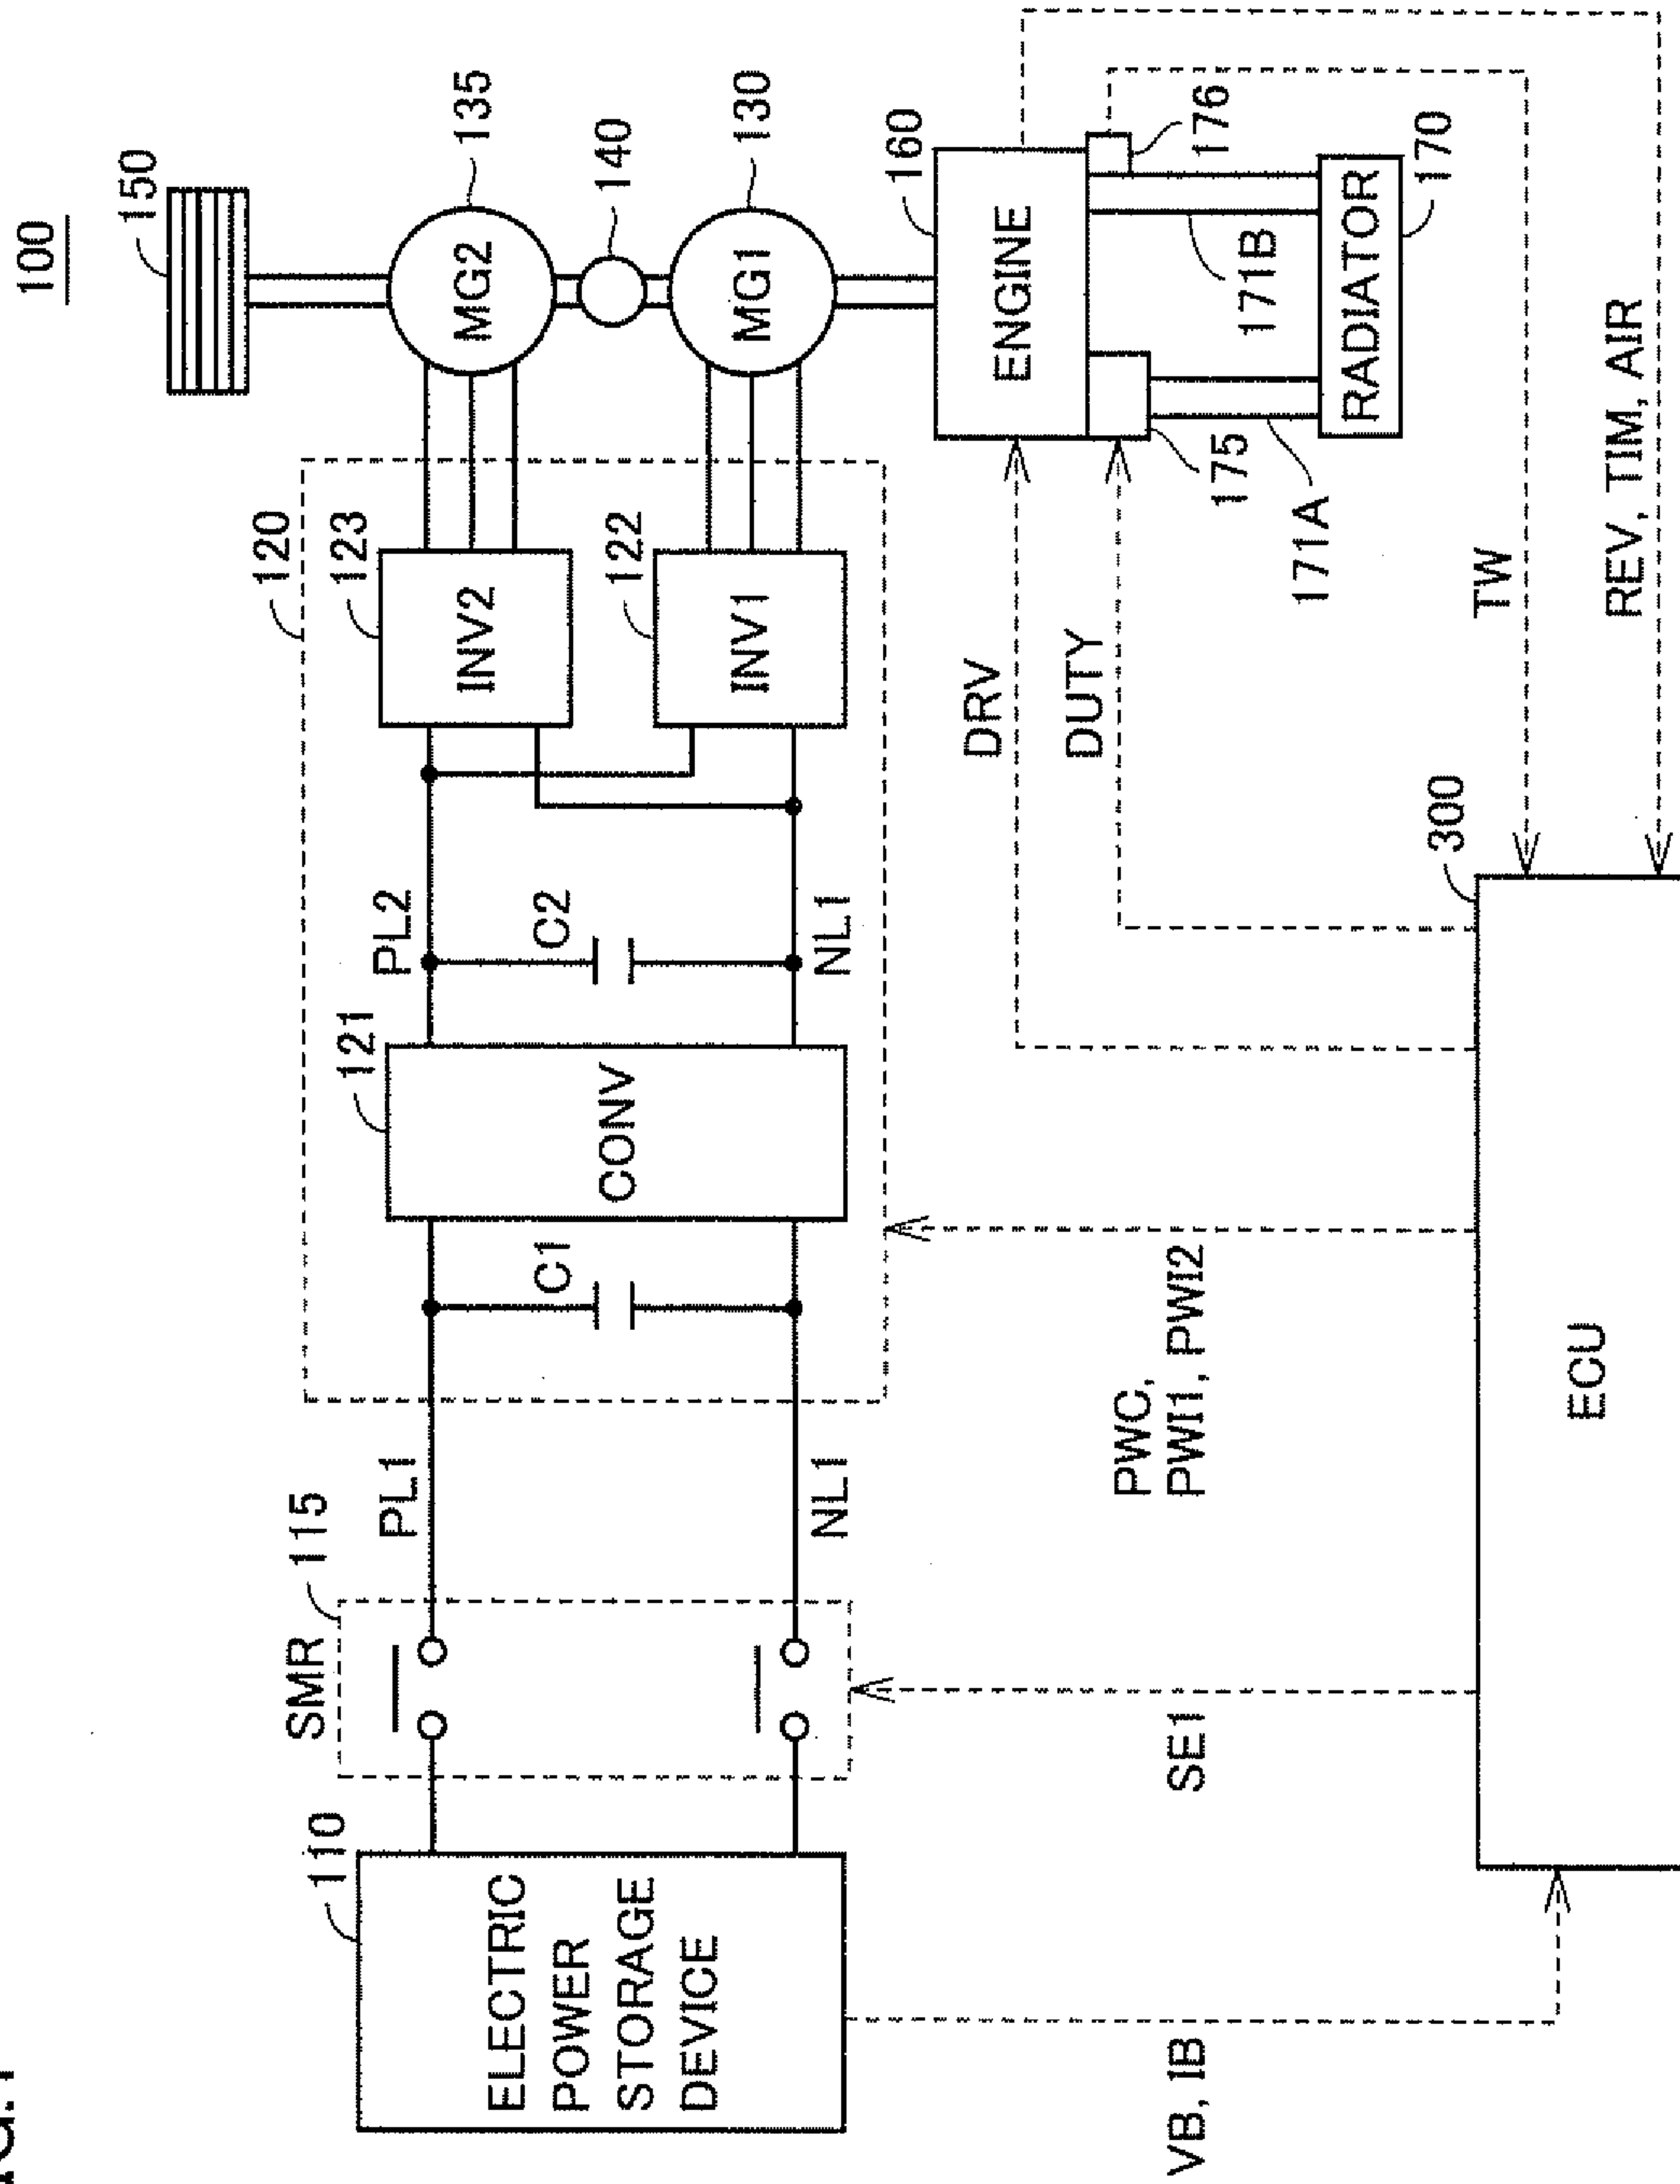 100
150
135
140
130
160
176
171B
170
175
171A
120
123
122
121
115
110
300
MG2
MG1
ENGINE
RADIATOR
INV2
INV1
PL2
C2
NL1
CONV
C1
PL1
NL1
SMR
ELECTRIC
POWER
STORAGE
DEVICE
DRV
DUTY
TW
REV, TIM, AIR
PWC,
PWI1, PWI2
SE1
VB, IB
ECU